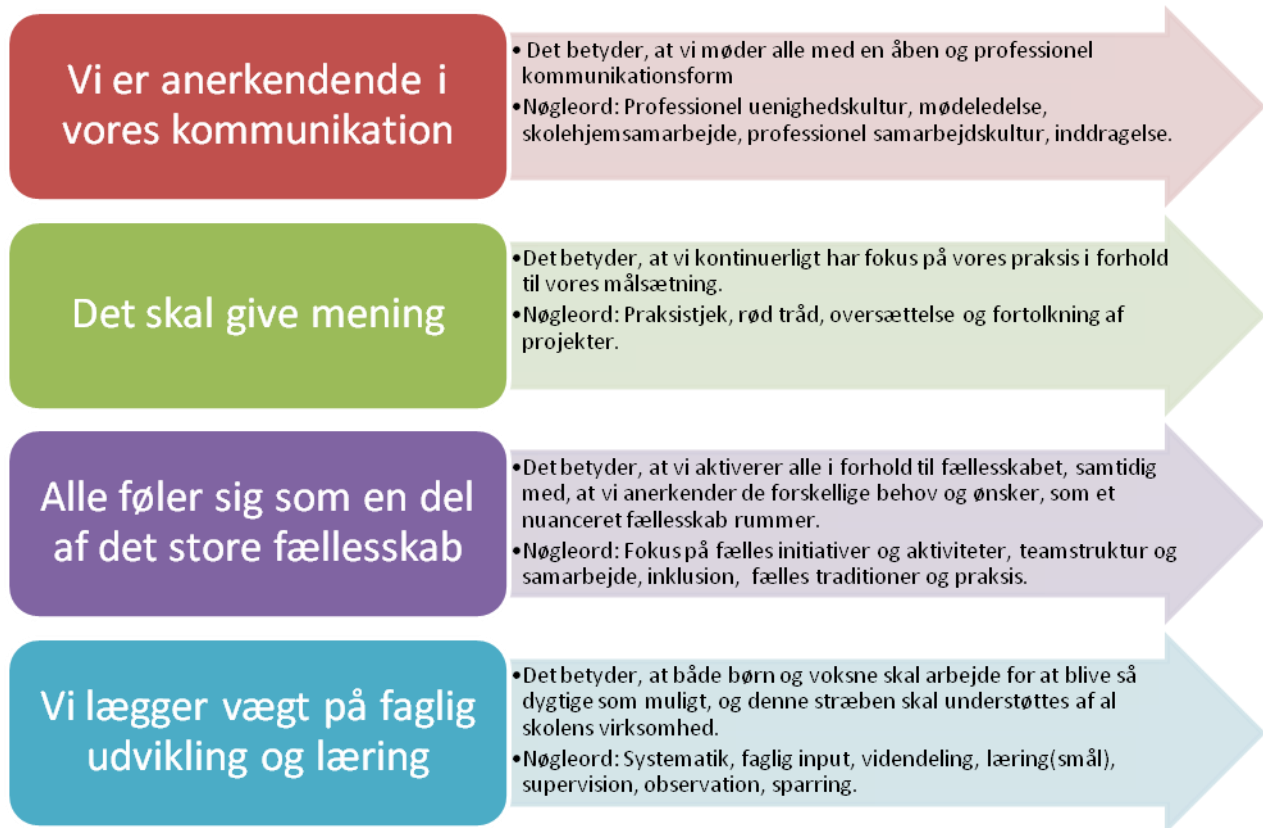 Vi er anerkendende i
vores kommunikation
• Det betyder, at vi møder alle med en åben og professionel
kommunikationsform
• Nøgleord: Professionel uenighedskultur, mødeledelse,
skolehjemsamarbejde, professionel samarbejdskultur, inddragelse.
Det skal give mening
• Det betyder, at vi kontinuerligt har fokus på vores praksis i forhold
til vores målsætning.
• Nøgleord: Praksistjek, rød tråd, oversættelse og fortolkning af
projekter.
Alle føler sig som en del
af det store fællesskab
• Det betyder, at vi aktiverer alle i forhold til fællesskabet, samtidig
med, at vi anerkender de forskellige behov og ønsker, som et
nuanceret fællesskab rummer.
• Nøgleord: Fokus på fælles initiativer og aktiviteter, teamstruktur og
samarbejde, inklusion, fælles traditioner og praksis.
Vi lægger vægt på faglig
udvikling og læring
• Det betyder, at både børn og voksne skal arbejde for at blive så
dygtige som muligt, og denne stræben skal understøttes af al
skolens virksomhed.
• Nøgleord: Systematik, faglig input, videndeling, læring(smål),
supervision, observation, sparring.